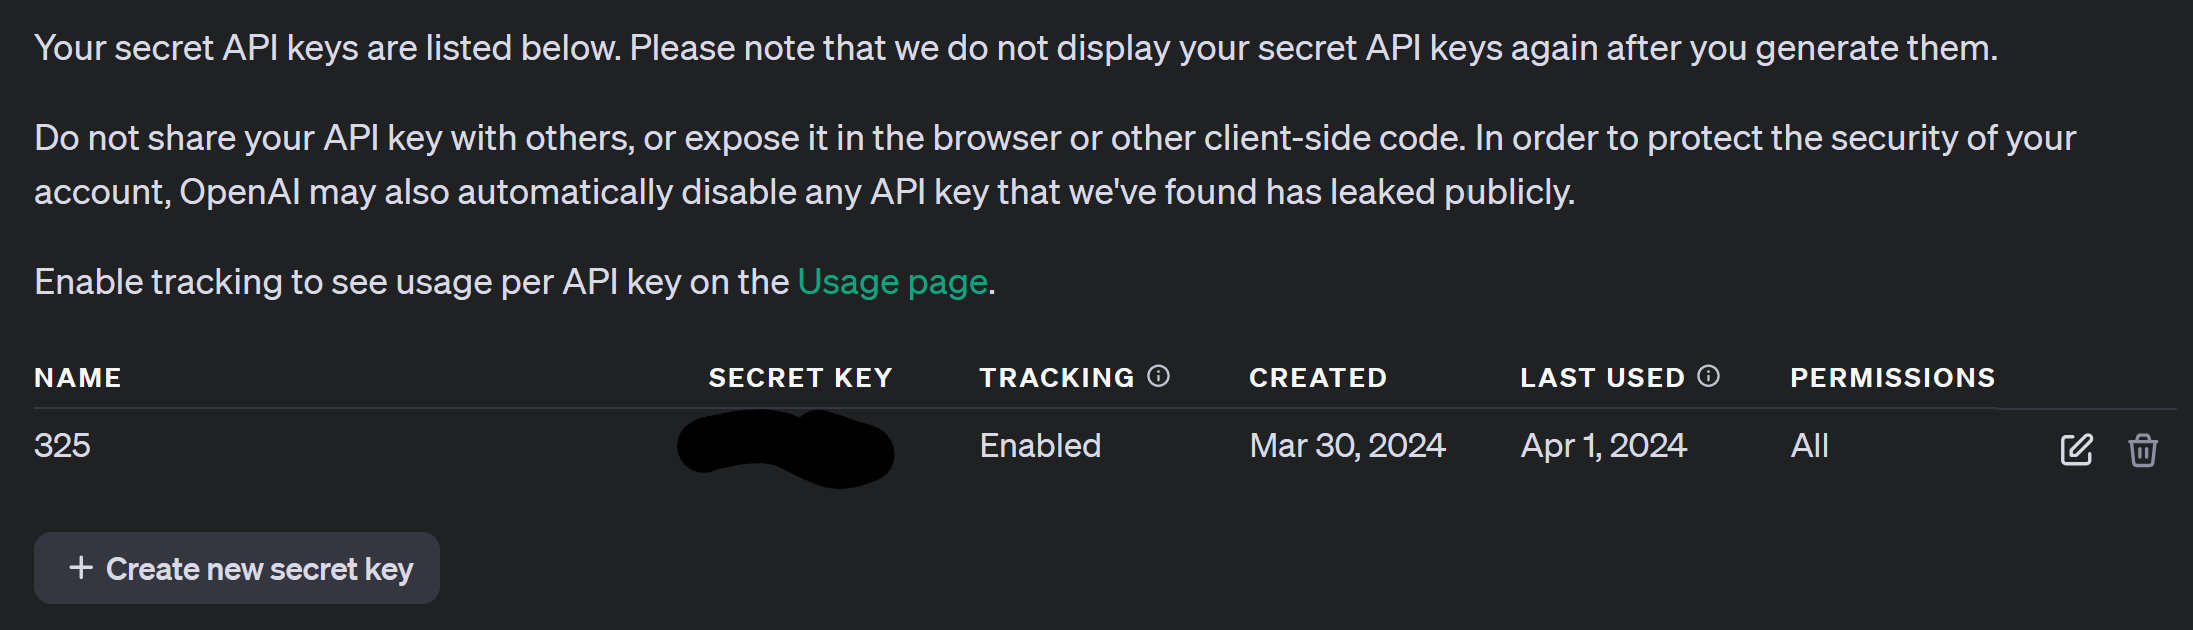 Your secret API keys are listed below. Please note that we do not display your secret API keys again after you generate them.
Do not share your API key with others, or expose it in the browser or other client-side code. In order to protect the security of your
account, OpenAI may also automatically disable any API key that we've found has leaked publicly.
Enable tracking to see usage per API key on the Usage page.
NAME SECRET KEY TRACKING CREATED LAST USED PERMISSIONS
325 Enabled Mar 30, 2024 Apr 1, 2024 All
+ Create new secret key